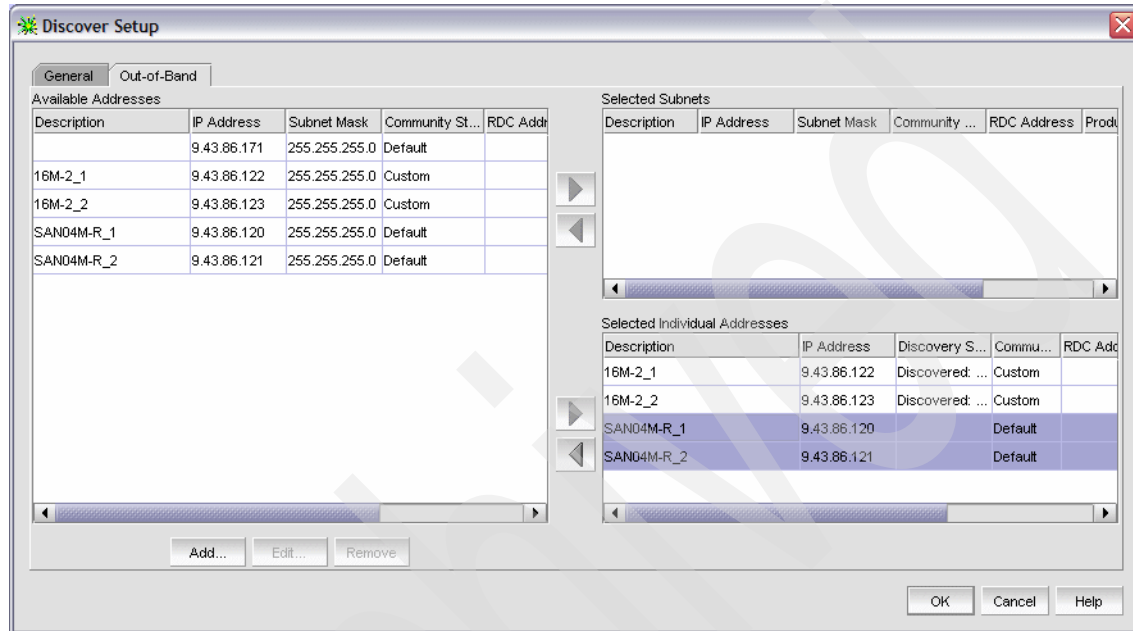 Discover Setup
General Out-of-Band
Available Addresses
Description IP Address Subnet Mask Community St... RDC Addr
9.43.86.171 255.255.255.0 Default
16M-2_1 9.43.86.122 255.255.255.0 Custom
16M-2_2 9.43.86.123 255.255.255.0 Custom
SAN04M-R_1 9.43.86.120 255.255.255.0 Default
SAN04M-R_2 9.43.86.121 255.255.255.0 Default
Add... Edit... Remove
Selected Subnets
Description IP Address Subnet Mask Community ... RDC Address Produ
Selected Individual Addresses
Description IP Address Discovery S... Commu... RDC Add
16M-2_1 9.43.86.122 Discovered: ... Custom
16M-2_2 9.43.86.123 Discovered: ... Custom
SAN04M-R_1 9.43.86.120 Default
SAN04M-R_2 9.43.86.121 Default
OK Cancel Help